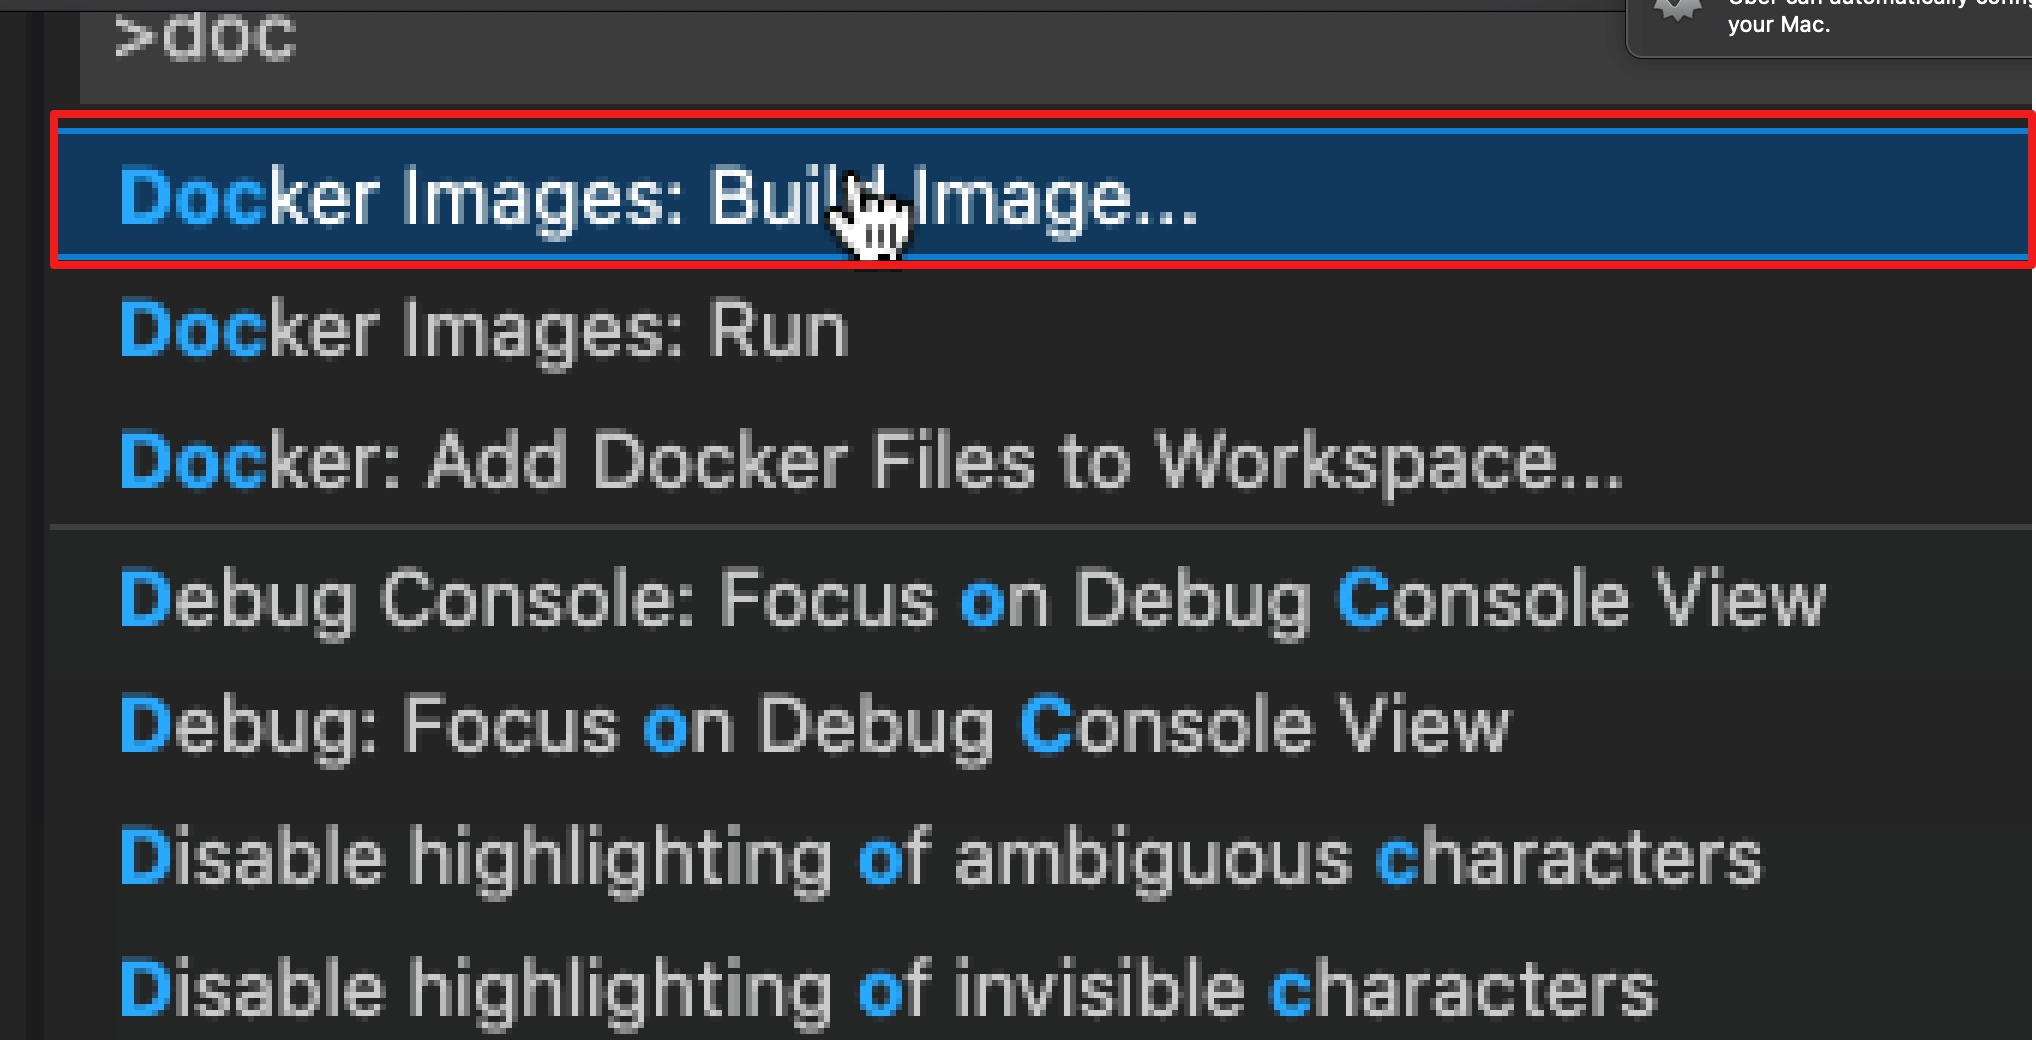 >doc
your Mac.
Docker Images: Build Image...
Docker Images: Run
Docker: Add Docker Files to Workspace...
Debug Console: Focus on Debug Console View
Debug: Focus on Debug Console View
Disable highlighting of ambiguous characters
Disable highlighting of invisible characters